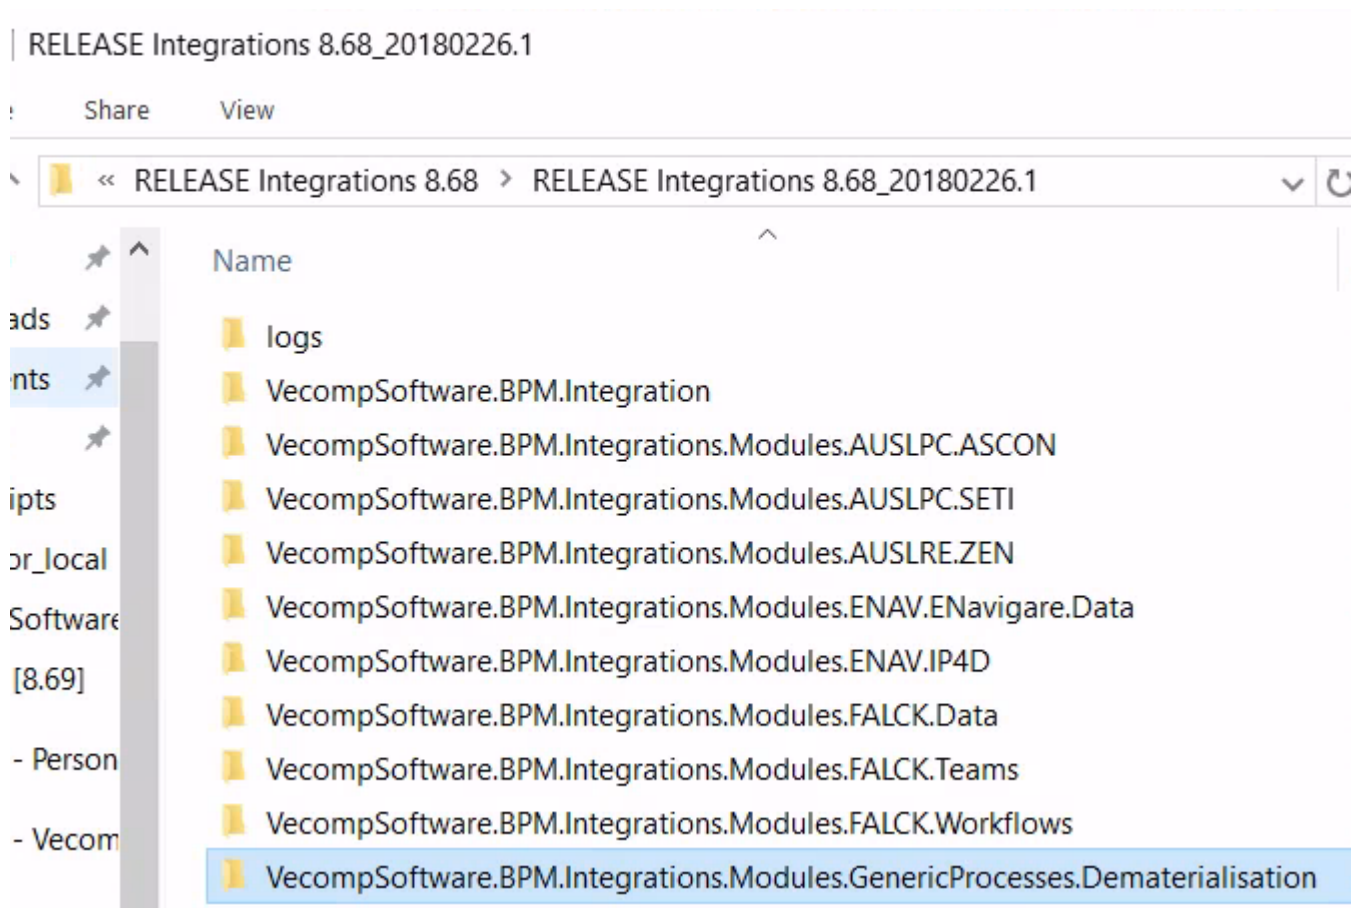 RELEASE Integrations 8.68_20180226.1
Share View
« RELEASE Integrations 8.68 > RELEASE Integrations 8.68_20180226.1
Name
ads
nts
ipts
or_local
Software
[8.69]
- Person
- Vecom
logs
VecompSoftware.BPM.Integration
VecompSoftware.BPM.Integrations.Modules.AUSLPC.ASCON
VecompSoftware.BPM.Integrations.Modules.AUSLPC.SETI
VecompSoftware.BPM.Integrations.Modules.AUSLRE.ZEN
VecompSoftware.BPM.Integrations.Modules.ENAV.ENavigare.Data
VecompSoftware.BPM.Integrations.Modules.ENAV.IP4D
VecompSoftware.BPM.Integrations.Modules.FALCK.Data
VecompSoftware.BPM.Integrations.Modules.FALCK.Teams
VecompSoftware.BPM.Integrations.Modules.FALCK.Workflows
VecompSoftware.BPM.Integrations.Modules.GenericProcesses.Dematerialisation